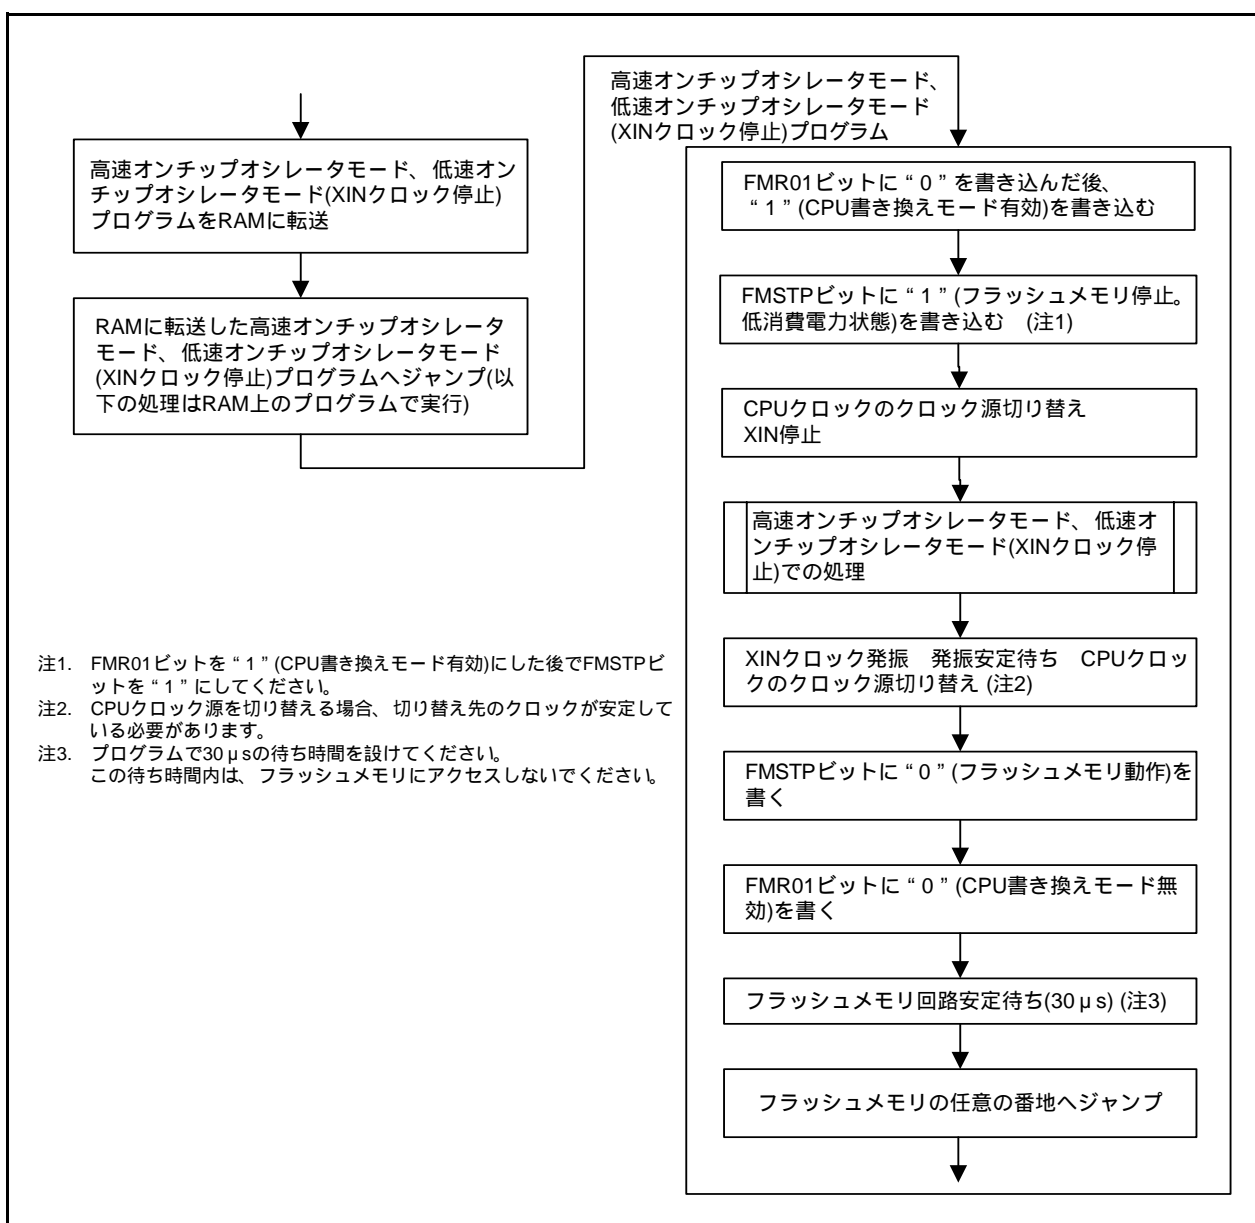 高速オンチップオシレータモード、低速オン
チップオシレータモード(XINクロック停止)
プログラムをRAMに転送
RAMに転送した高速オンチップオシレータ
モード、低速オンチップオシレータモード
(XINクロック停止)プログラムへジャンプ(以
下の処理はRAM上のプログラムで実行)
高速オンチップオシレータモード、
低速オンチップオシレータモード
(XINクロック停止)プログラム
FMR01ビットに“0”を書き込んだ後、
“1”(CPU書き換えモード有効)を書き込む
FMSTPビットに“1”(フラッシュメモリ停止。
低消費電力状態)を書き込む (注1)
CPUクロックのクロック源切り替え
XIN停止
高速オンチップオシレータモード、低速オ
ンチップオシレータモード(XINクロック停
止)での処理
XINクロック発振 発振安定待ち CPUクロッ
クのクロック源切り替え (注2)
FMSTPビットに“0”(フラッシュメモリ動作)を
書く
FMR01ビットに“0”(CPU書き換えモード無
効)を書く
フラッシュメモリ回路安定待ち(30μs) (注3)
フラッシュメモリの任意の番地へジャンプ
注1. FMR01ビットを“1”(CPU書き換えモード有効)にした後でFMSTPビ
ットを“1”にしてください。
注2. CPUクロック源を切り替える場合、切り替え先のクロックが安定して
いる必要があります。
注3. プログラムで30μsの待ち時間を設けてください。
この待ち時間内は、フラッシュメモリにアクセスしないでください。